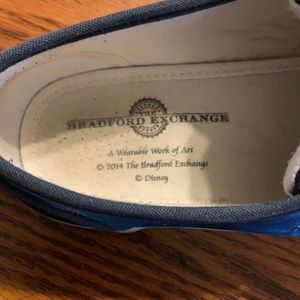 THE
BRADFORD EXCHANGE
A Wearable Work of Art
© 2014 The Bradford Exchange
© Disney